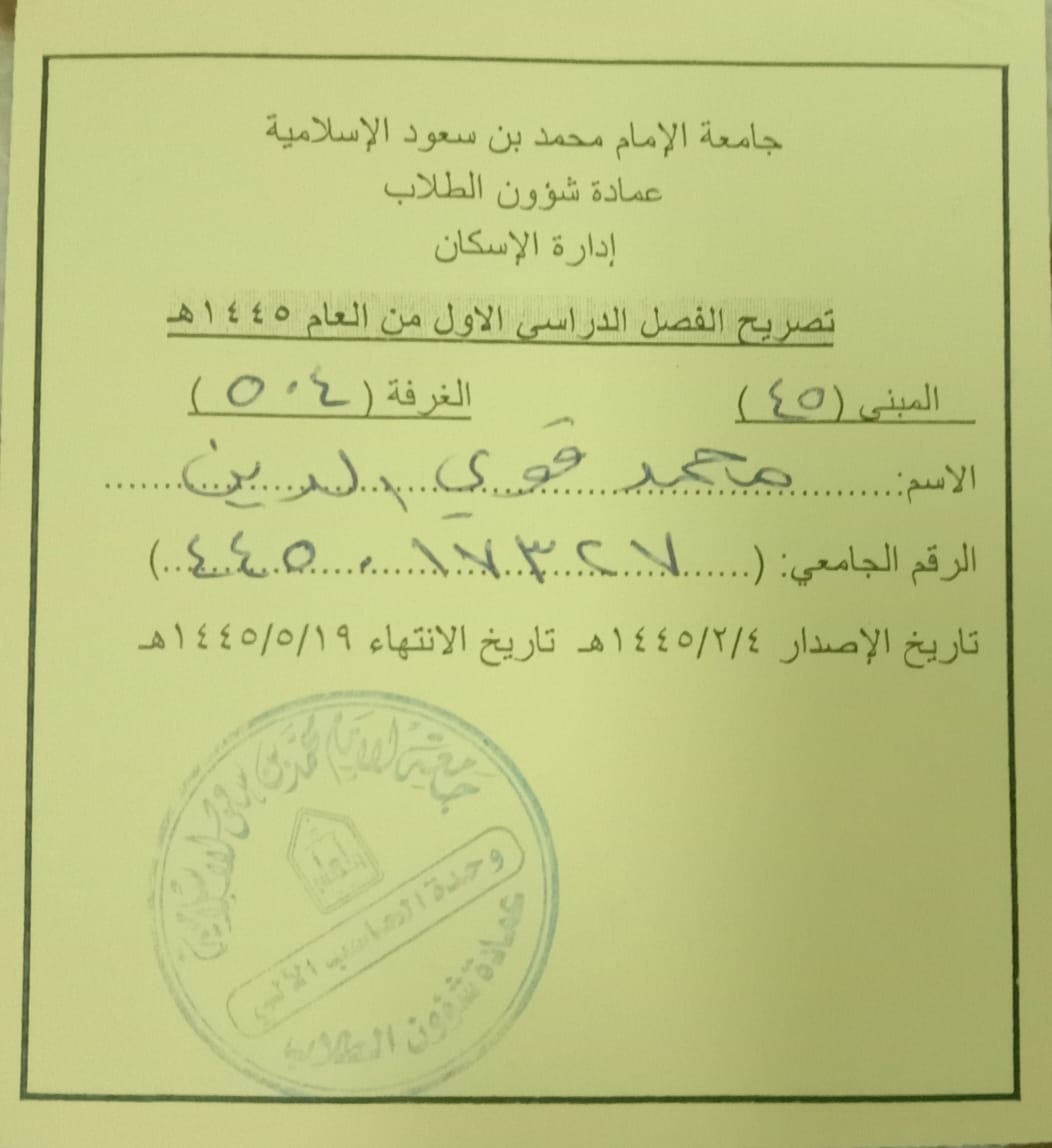 جامعة الإمام محمد بن سعود الإسلامية
عمادة شؤون الطلاب
إدارة الإسكان
تصريح الفصل الدراسي الاول من العام ١٤٤٥هـ
المبنى (٤٥) الغرفة (٥٠٤)
الاسم: محمد قوي الدين
الرقم الجامعي: (٤٤٥٠١٧٣٢٧)
تاريخ الإصدار ١٤٤٥/٢/٤هـ تاريخ الانتهاء ١٤٤٥/٥/١٩هـ
جامعة الإمام محمد بن سعود الإسلامية
وحدة الحاسب الآلي
عمادة شؤون الطلاب